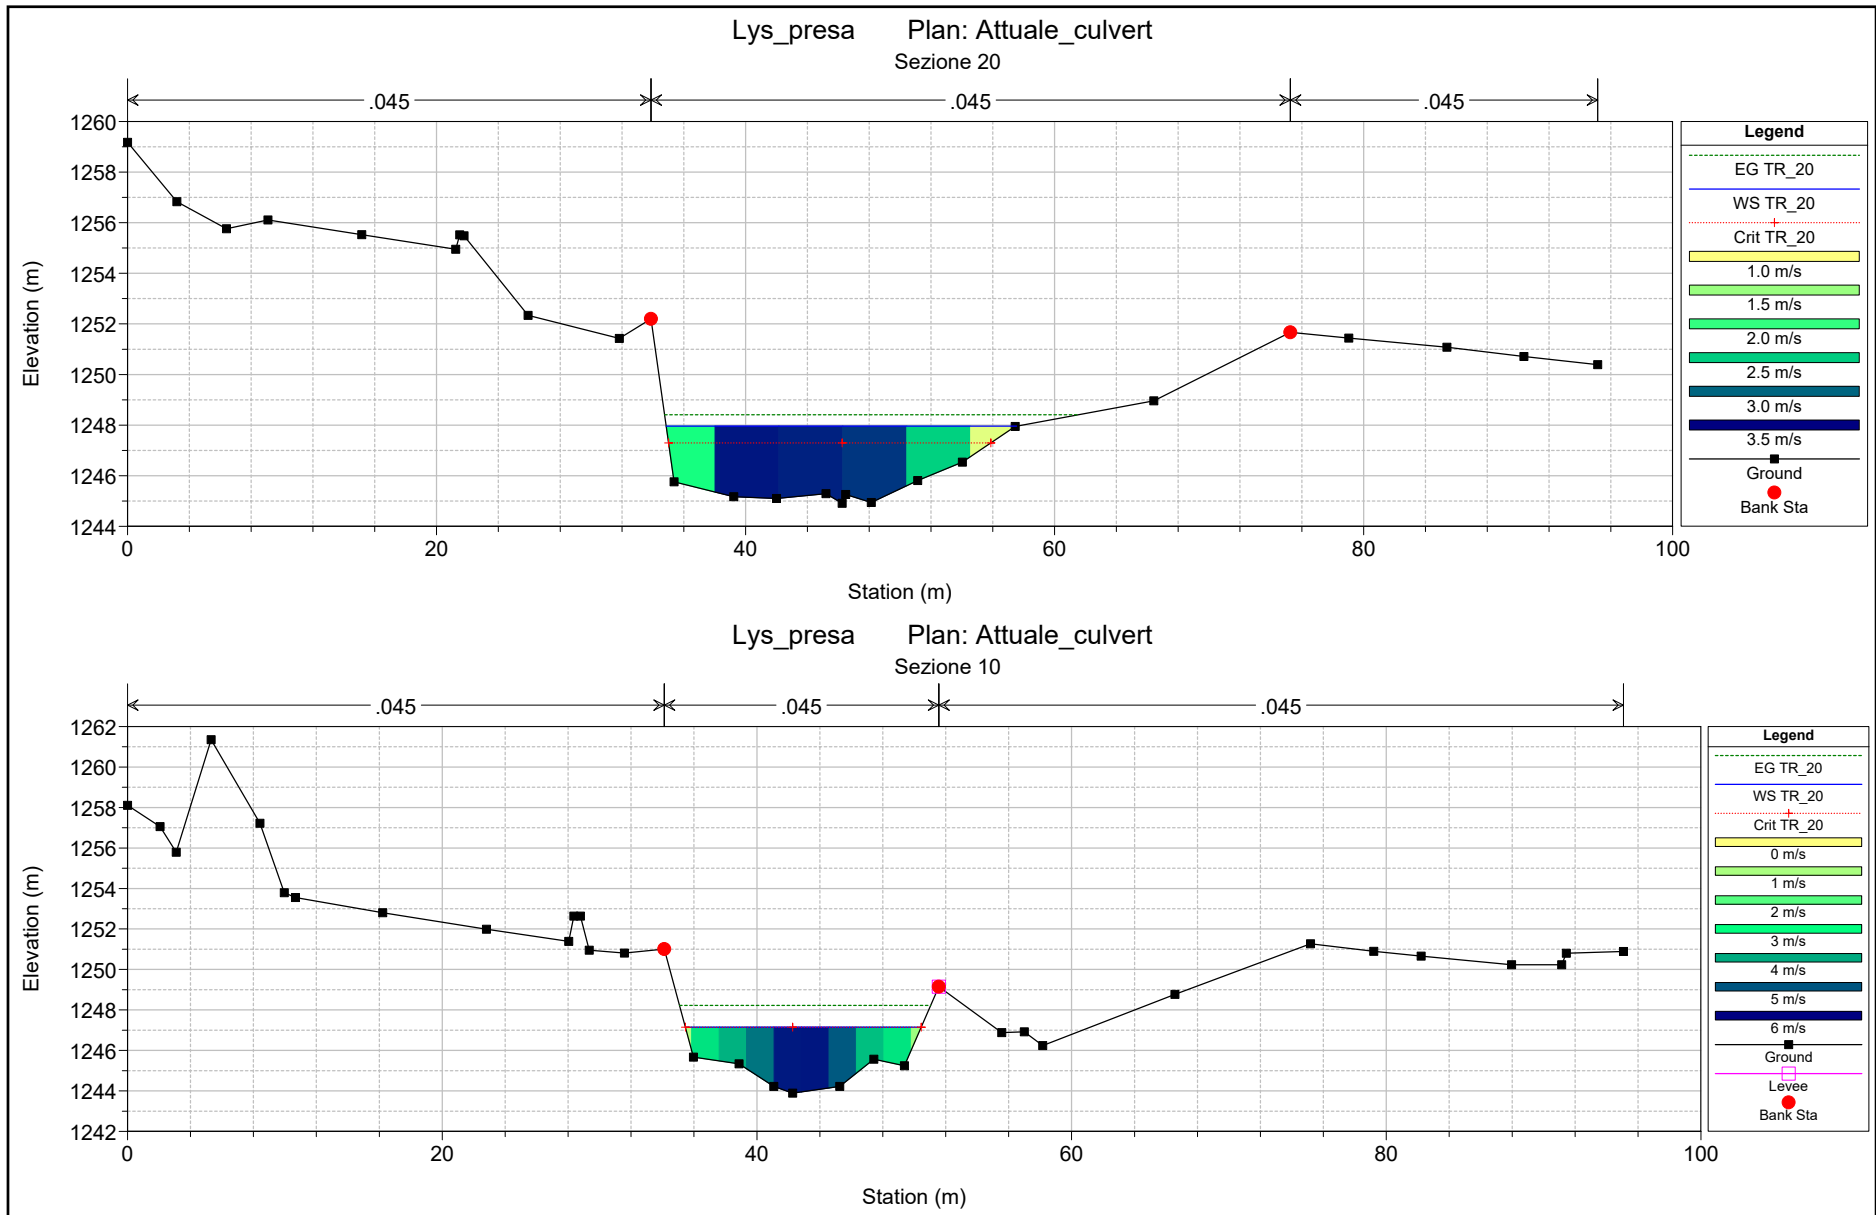 Lys_presa Plan: Attuale_culvert
Sezione 20
.045 .045 .045
Elevation (m)
1260
1258
1256
1254
1252
1250
1248
1246
1244
0 20 40 60 80 100
Station (m)
Legend
EG TR_20
WS TR_20
Crit TR_20
1.0 m/s
1.5 m/s
2.0 m/s
2.5 m/s
3.0 m/s
3.5 m/s
Ground
Bank Sta
Lys_presa Plan: Attuale_culvert
Sezione 10
.045 .045 .045
Elevation (m)
1262
1260
1258
1256
1254
1252
1250
1248
1246
1244
1242
0 20 40 60 80 100
Station (m)
Legend
EG TR_20
WS TR_20
Crit TR_20
0 m/s
1 m/s
2 m/s
3 m/s
4 m/s
5 m/s
6 m/s
Ground
Levee
Bank Sta